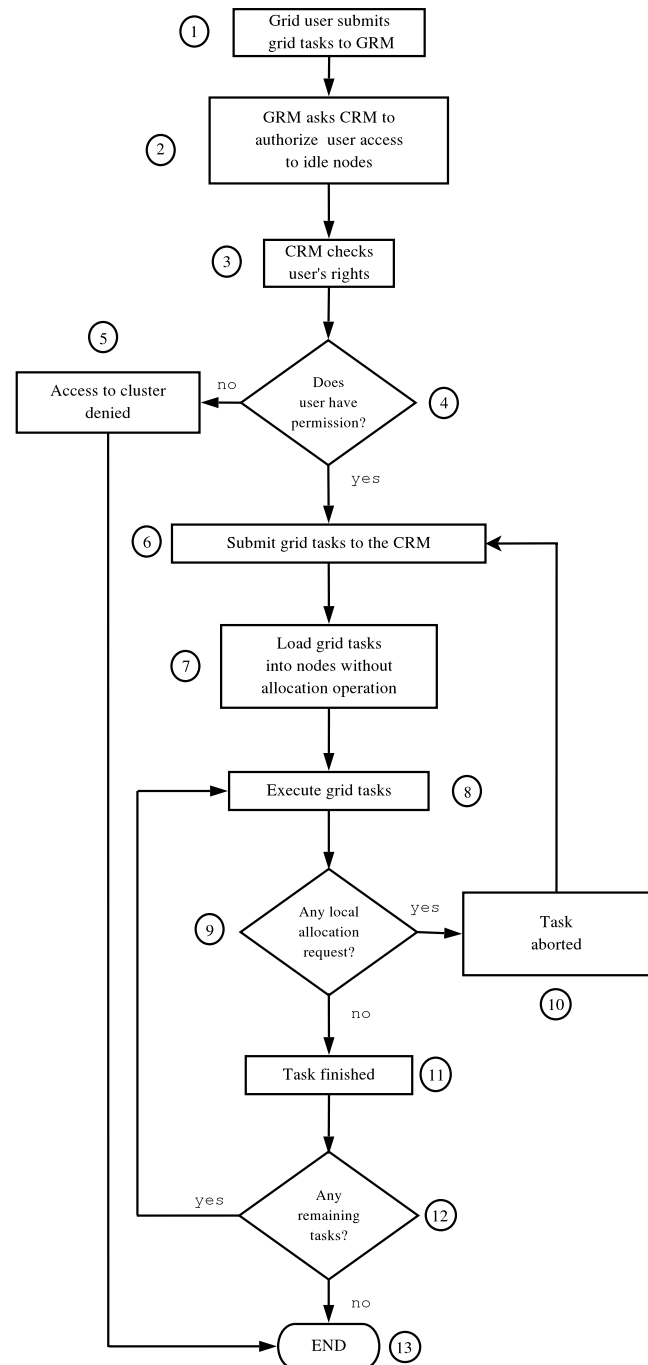 1
Grid user submits
grid tasks to GRM
2
GRM asks CRM to
authorize user access
to idle nodes
3
CRM checks
user's rights
5
Access to cluster
denied
no
Does
user have
permission?
4
yes
6
Submit grid tasks to the CRM
7
Load grid tasks
into nodes without
allocation operation
Execute grid tasks
8
9
Any local
allocation
request?
yes
Task
aborted
10
no
Task finished
11
yes
Any
remaining
tasks?
12
no
END
13